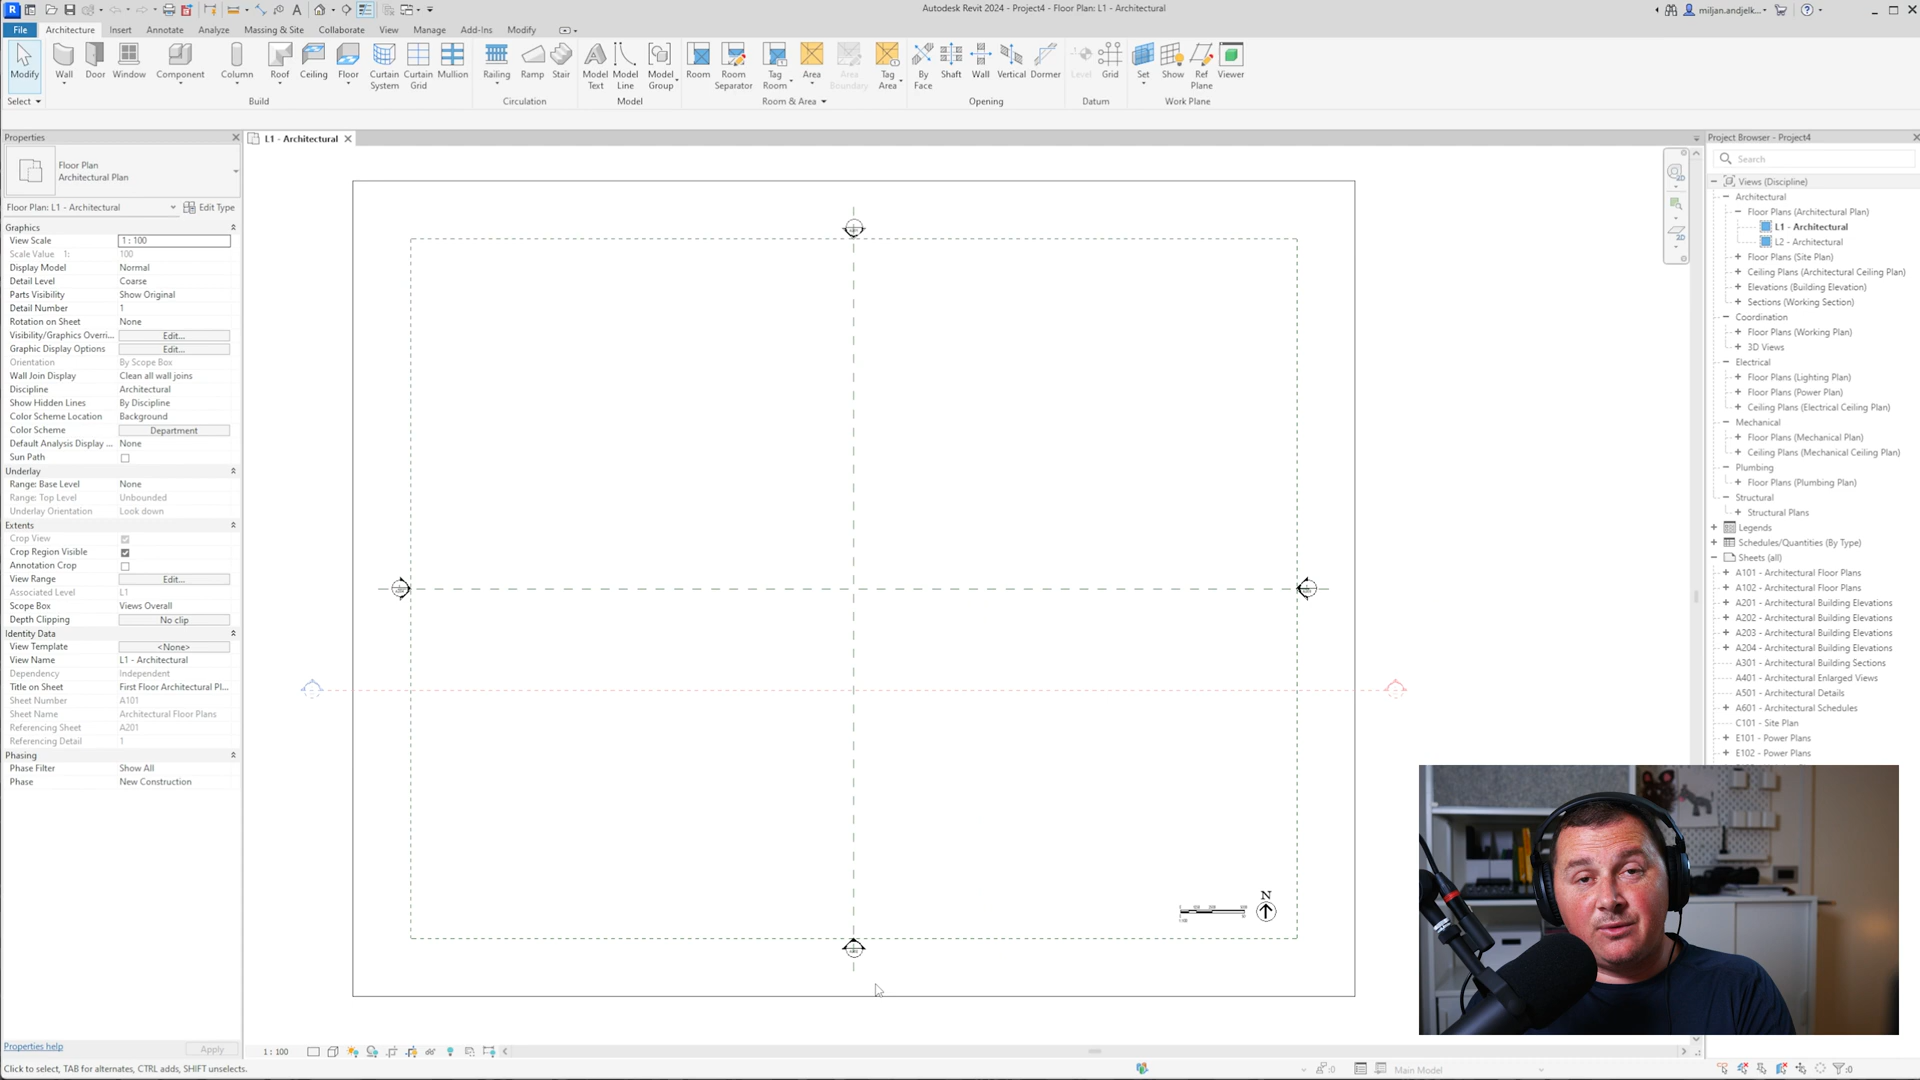 Autodesk Revit 2024 - Project4 - Floor Plan: L1 - Architectural
miljan.andjelk...
File Architecture Insert Annotate Analyze Massing & Site Collaborate View Manage Add-Ins Modify
Modify Wall Door Window Component Column Roof Ceiling Floor Curtain System Curtain Grid Mullion Railing Ramp Stair Model Text Model Line Model Group Room Room Separator Tag Room Area Area Boundary Tag Area By Face Shaft Wall Vertical Dormer Level Grid Set Show Ref Plane Viewer
Select Build Circulation Model Room & Area Opening Datum Work Plane
Properties
Floor Plan
Architectural Plan
Floor Plan: L1 - Architectural Edit Type
Graphics
View Scale 1 : 100
Scale Value 1: 100
Display Model Normal
Detail Level Coarse
Parts Visibility Show Original
Detail Number 1
Rotation on Sheet None
Visibility/Graphics Overri... Edit...
Graphic Display Options Edit...
Orientation By Scope Box
Wall Join Display Clean all wall joins
Discipline Architectural
Show Hidden Lines By Discipline
Color Scheme Location Background
Color Scheme Department
Default Analysis Display ... None
Sun Path
Underlay
Range: Base Level None
Range: Top Level Unbounded
Underlay Orientation Look down
Extents
Crop View
Crop Region Visible
Annotation Crop
View Range Edit...
Associated Level L1
Scope Box Views Overall
Depth Clipping No clip
Identity Data
View Template <None>
View Name L1 - Architectural
Dependency Independent
Title on Sheet First Floor Architectural Pl...
Sheet Number A101
Sheet Name Architectural Floor Plans
Referencing Sheet A201
Referencing Detail 1
Phasing
Phase Filter Show All
Phase New Construction
Properties help Apply
L1 - Architectural
N
1 : 100
Click to select, TAB for alternates, CTRL adds, SHIFT unselects.
:0
Main Model
:0
Project Browser - Project4
Search
Views (Discipline)
Architectural
Floor Plans (Architectural Plan)
L1 - Architectural
L2 - Architectural
Floor Plans (Site Plan)
Ceiling Plans (Architectural Ceiling Plan)
Elevations (Building Elevation)
Sections (Working Section)
Coordination
Floor Plans (Working Plan)
3D Views
Electrical
Floor Plans (Lighting Plan)
Floor Plans (Power Plan)
Ceiling Plans (Electrical Ceiling Plan)
Mechanical
Floor Plans (Mechanical Plan)
Ceiling Plans (Mechanical Ceiling Plan)
Plumbing
Floor Plans (Plumbing Plan)
Structural
Structural Plans
Legends
Schedules/Quantities (By Type)
Sheets (all)
A101 - Architectural Floor Plans
A102 - Architectural Floor Plans
A201 - Architectural Building Elevations
A202 - Architectural Building Elevations
A203 - Architectural Building Elevations
A204 - Architectural Building Elevations
A301 - Architectural Building Sections
A401 - Architectural Enlarged Views
A501 - Architectural Details
A601 - Architectural Schedules
C101 - Site Plan
E101 - Power Plans
E102 - Power Plans